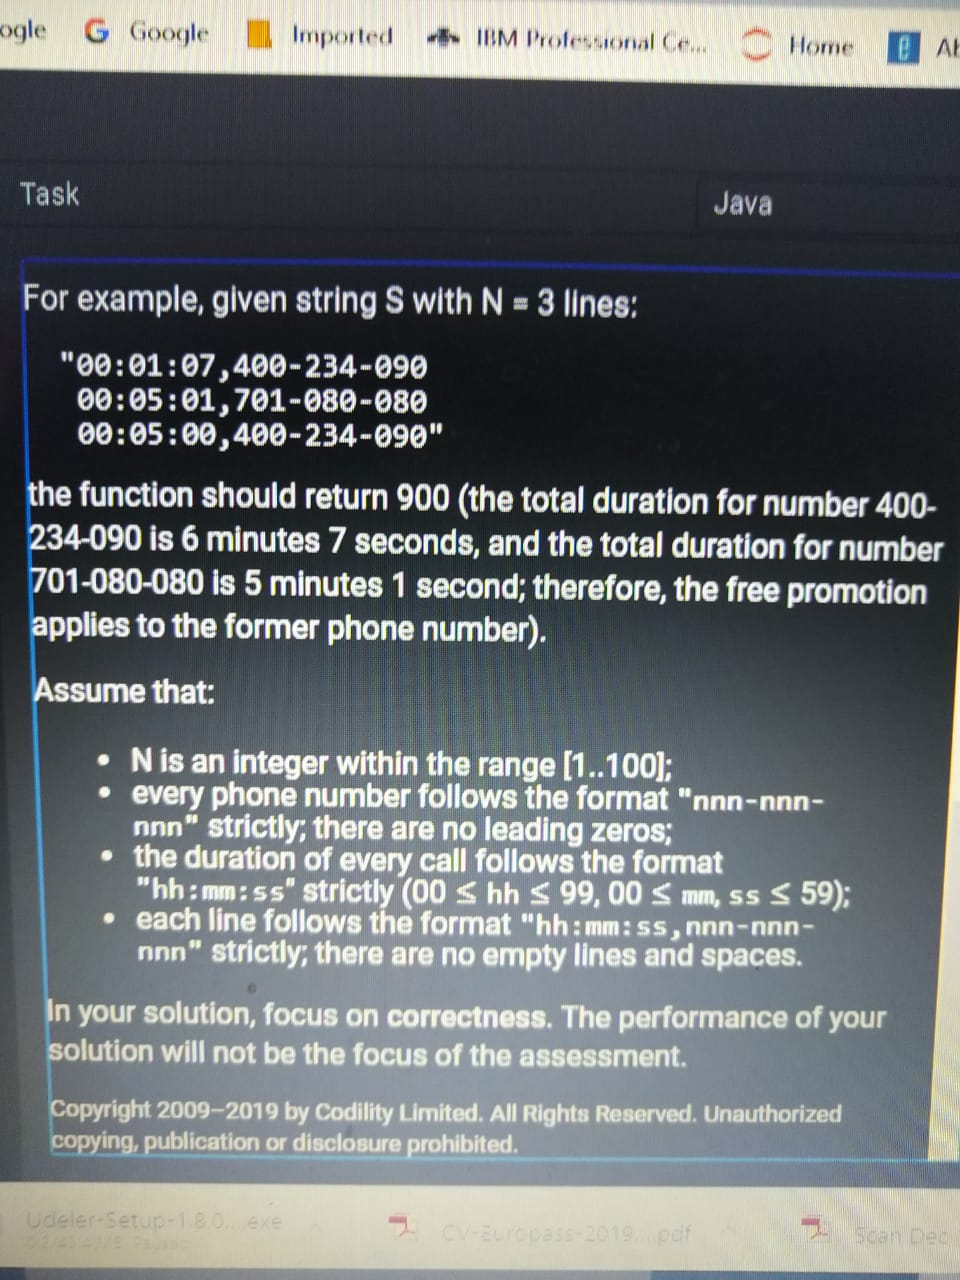 ogle Google Imported IBM Professional Ce... Home
Task Java
For example, given string S with N = 3 lines:
"00:01:07,400-234-090
00:05:01,701-080-080
00:05:00,400-234-090"
the function should return 900 (the total duration for number 400-
234-090 is 6 minutes 7 seconds, and the total duration for number
701-080-080 is 5 minutes 1 second; therefore, the free promotion
applies to the former phone number).
Assume that:
• N is an integer within the range [1..100];
• every phone number follows the format "nnn-nnn-
nnn" strictly; there are no leading zeros;
• the duration of every call follows the format
"hh:mm:ss" strictly (00 ≤ hh ≤ 99, 00 ≤ mm, ss ≤ 59);
• each line follows the format "hh:mm:ss,nnn-nnn-
nnn" strictly; there are no empty lines and spaces.
In your solution, focus on correctness. The performance of your
solution will not be the focus of the assessment.
Copyright 2009–2019 by Codility Limited. All Rights Reserved. Unauthorized
copying, publication or disclosure prohibited.
Udeler-Setup-1.8.0....exe CV-Europass-2019....pdf Scan Dec